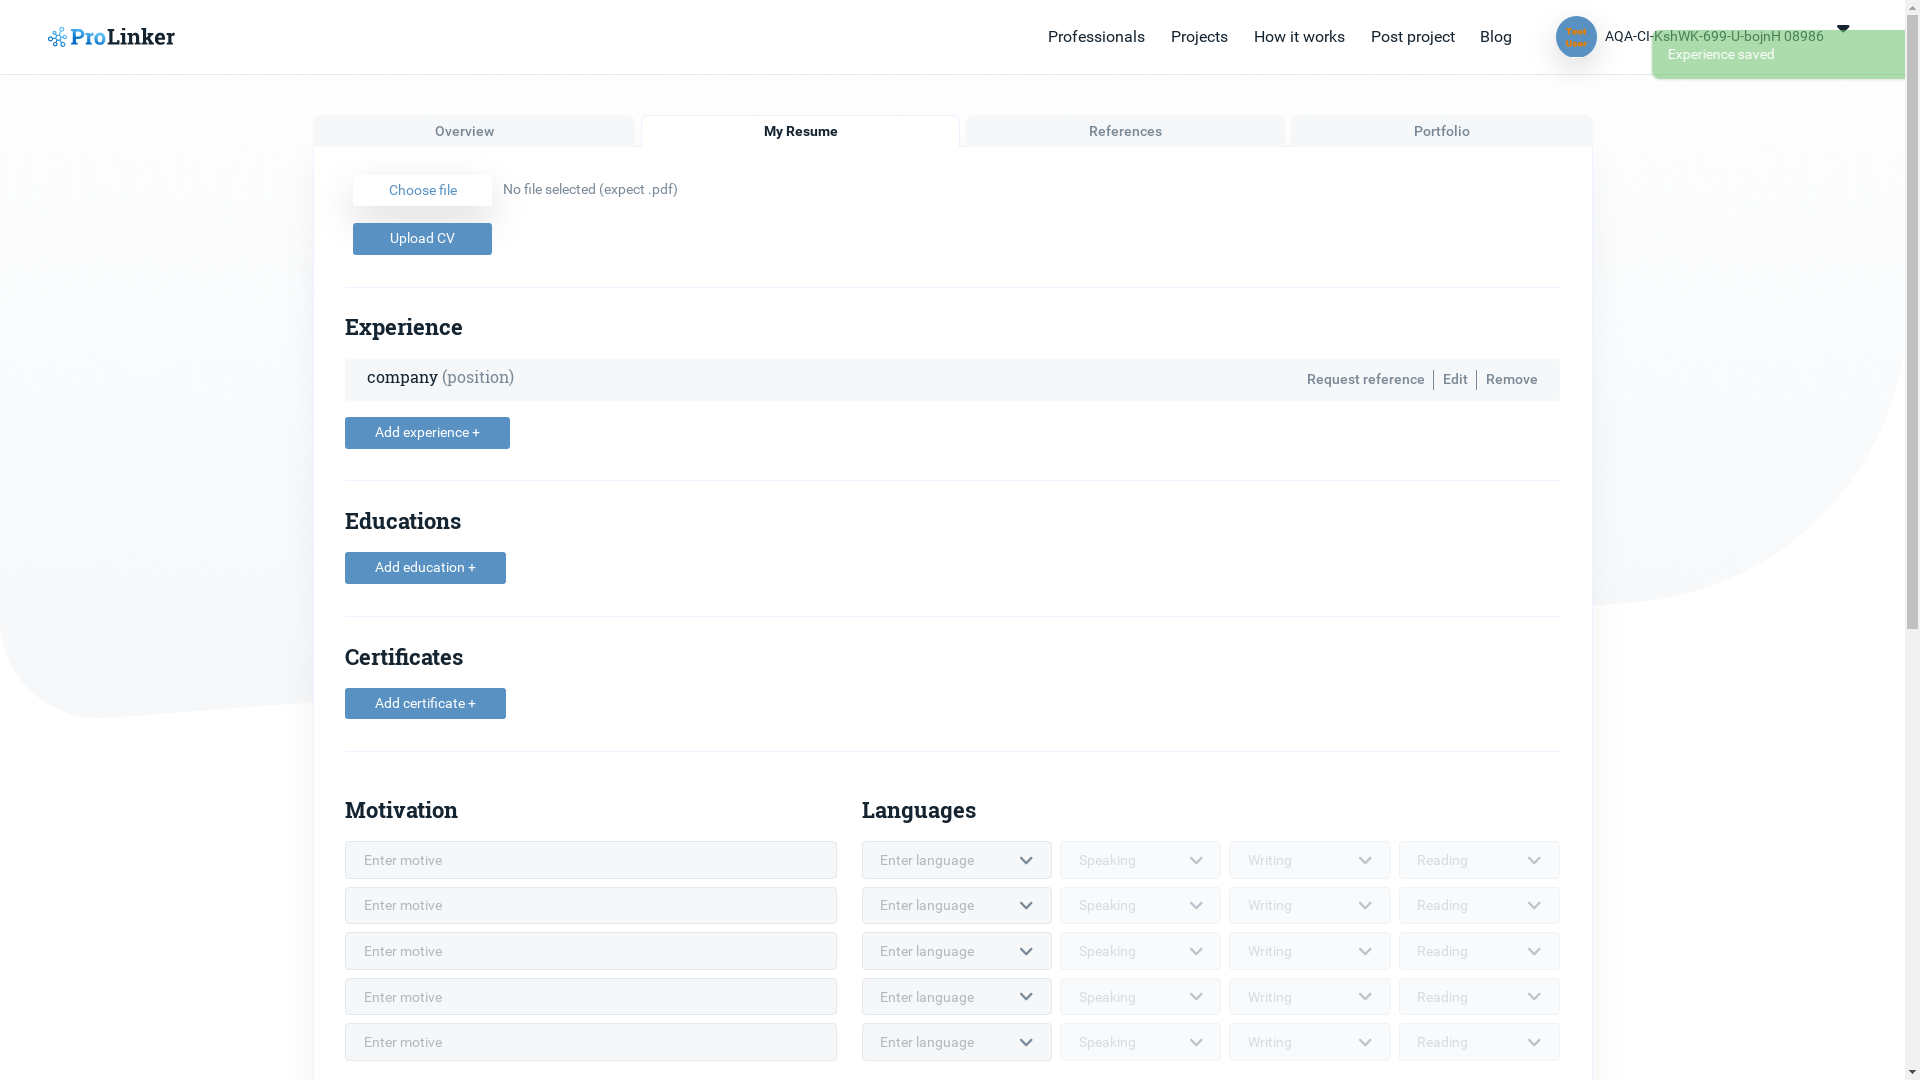 ProLinker
Professionals Projects How it works Post project Blog
Test User
AQA-CI-KshWK-699-U-bojnH 08986
Experience saved
Overview My Resume References Portfolio
Choose file No file selected (expect .pdf)
Upload CV
Experience
company (position) Request reference Edit Remove
Add experience +
Educations
Add education +
Certificates
Add certificate +
Motivation Languages
Enter motive Enter language Speaking Writing Reading
Enter motive Enter language Speaking Writing Reading
Enter motive Enter language Speaking Writing Reading
Enter motive Enter language Speaking Writing Reading
Enter motive Enter language Speaking Writing Reading